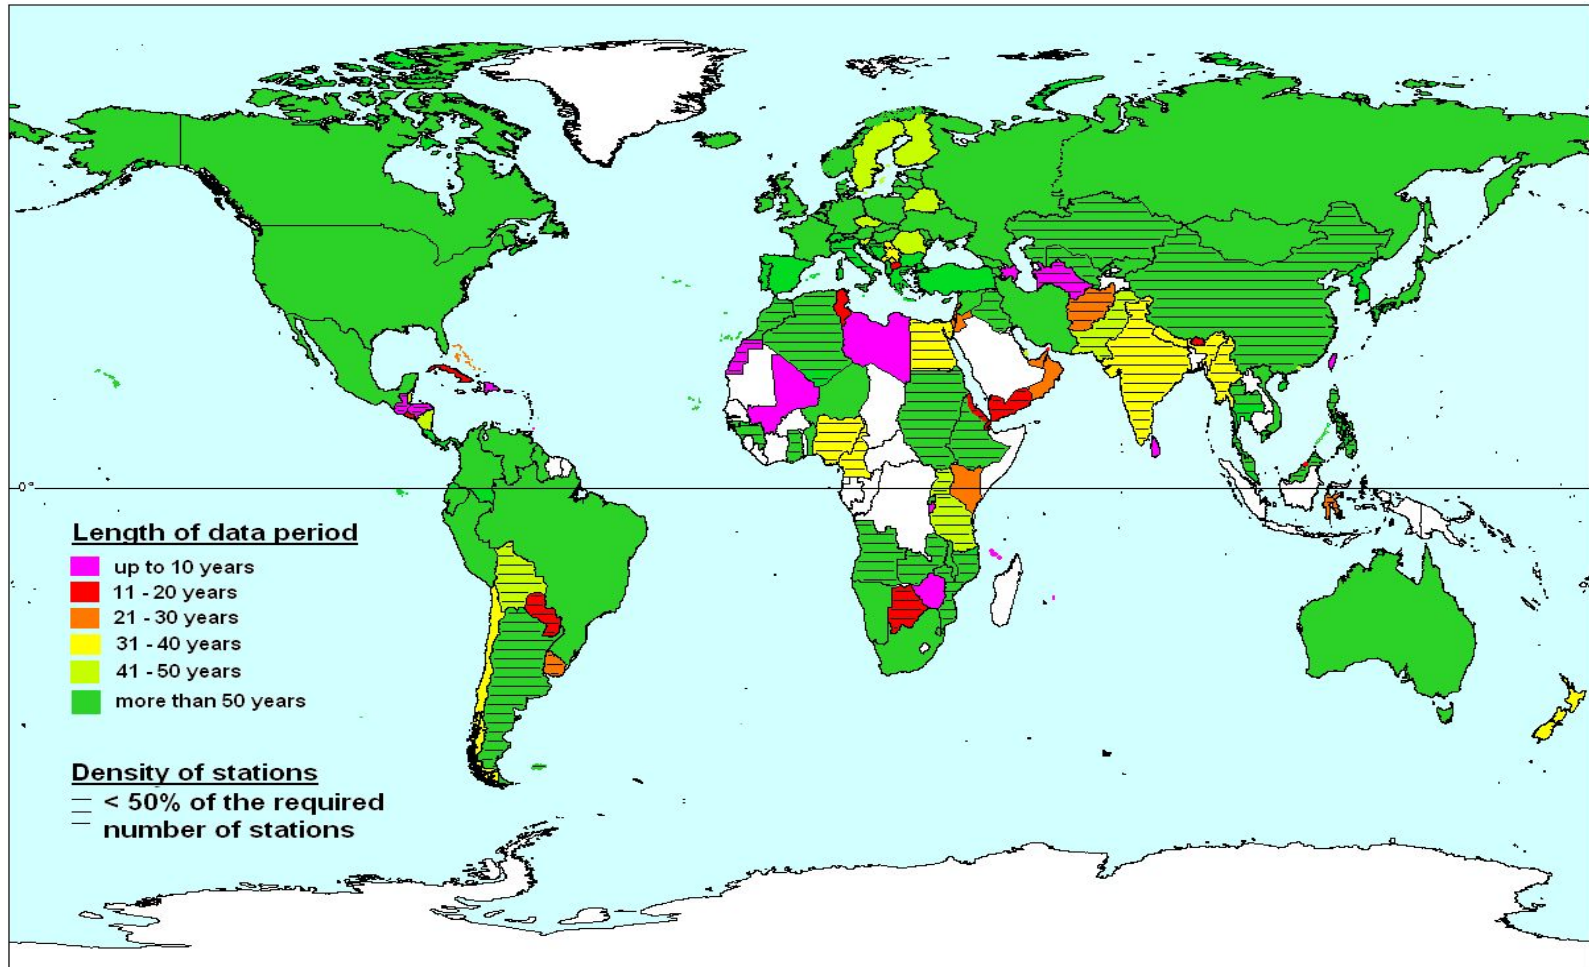 0°
Length of data period
up to 10 years
11 - 20 years
21 - 30 years
31 - 40 years
41 - 50 years
more than 50 years
Density of stations
< 50% of the required
number of stations